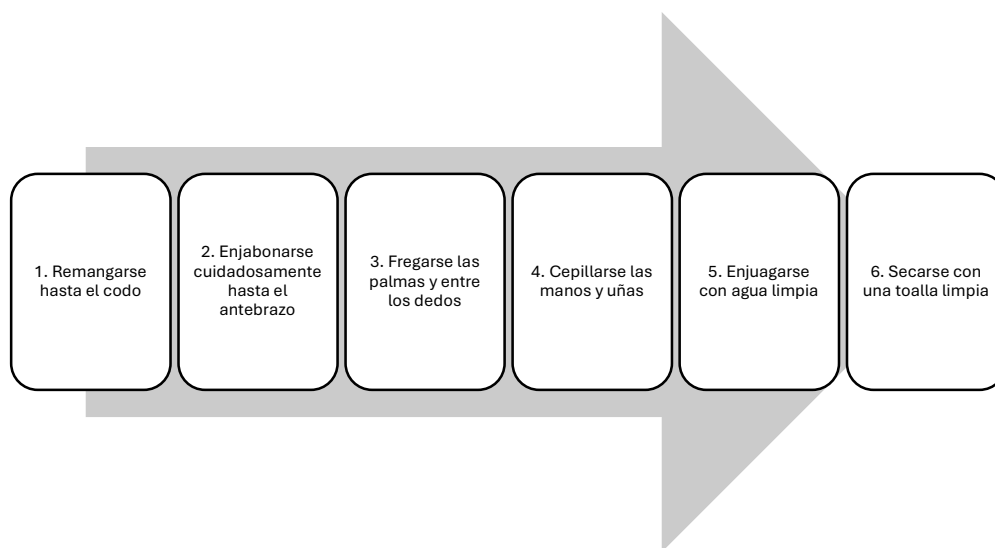 1. Remangarse
hasta el codo
2. Enjabonarse
cuidadosamente
hasta el
antebrazo
3. Fregarse las
palmas y entre
los dedos
4. Cepillarse las
manos y uñas
5. Enjuagarse
con agua limpia
6. Secarse con
una toalla limpia